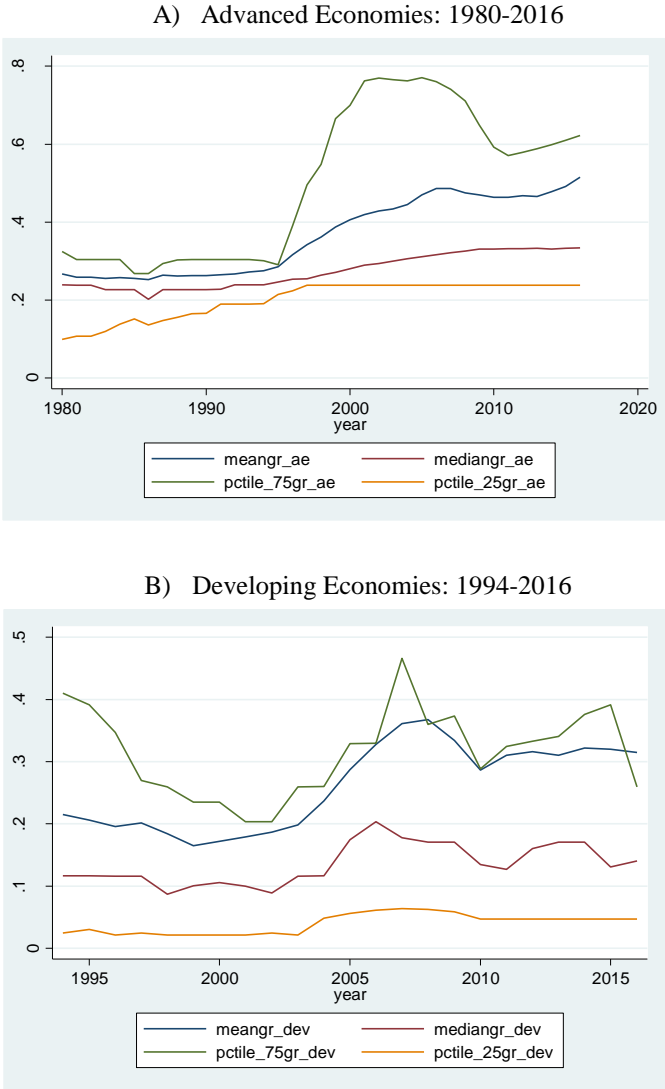 A) Advanced Economies: 1980-2016
.8
.6
.4
.2
0
1980 1990 2000 2010 2020
year
meangr_ae mediangr_ae
pctile_75gr_ae pctile_25gr_ae
B) Developing Economies: 1994-2016
.5
.4
.3
.2
.1
0
1995 2000 2005 2010 2015
year
meangr_dev mediangr_dev
pctile_75gr_dev pctile_25gr_dev